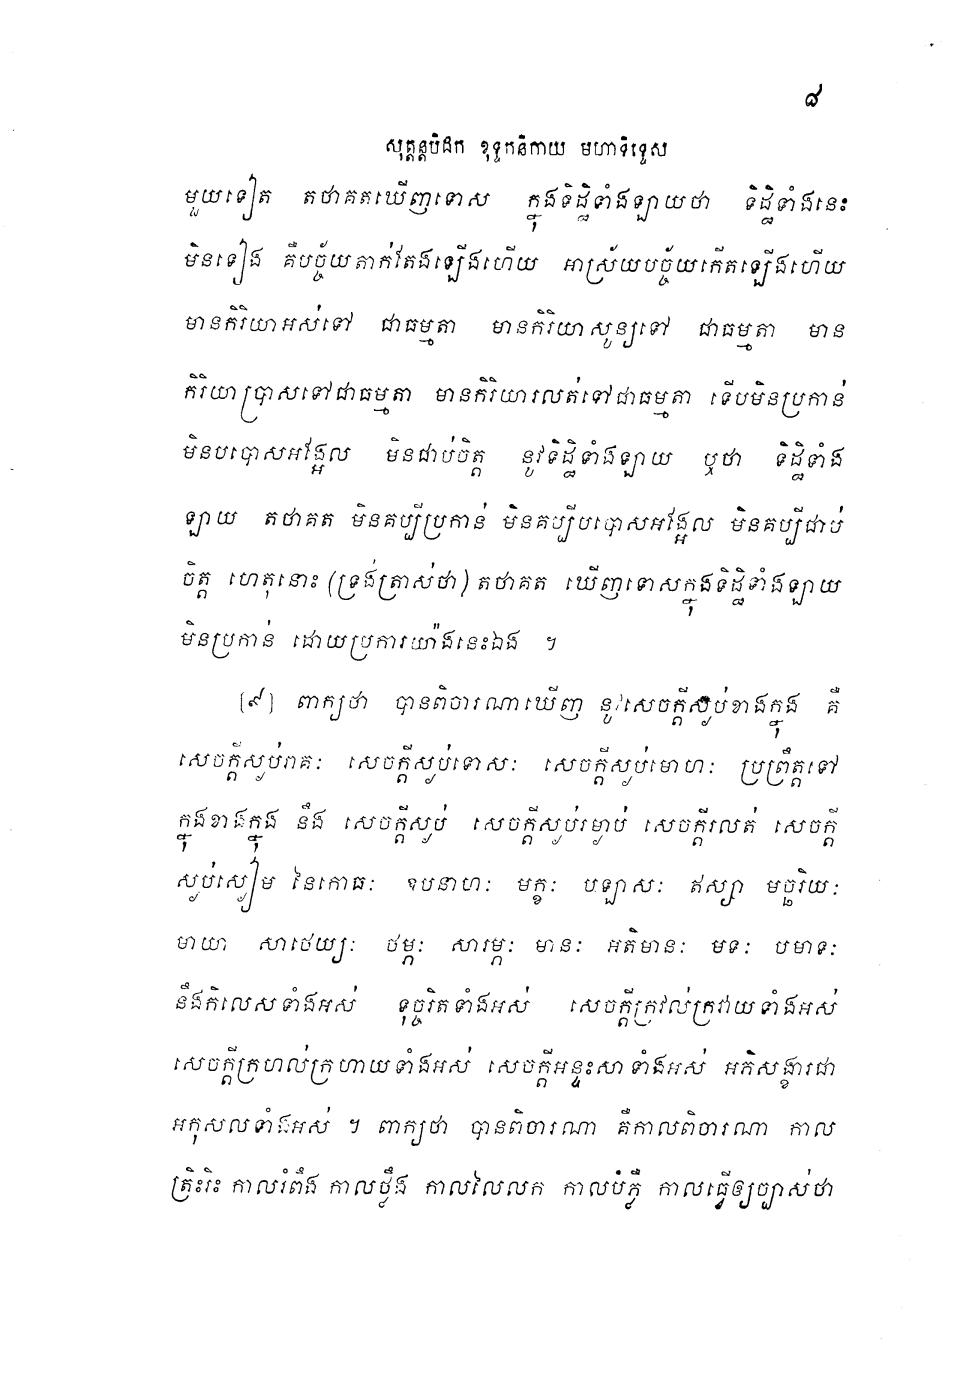 ៨
សុត្តន្តបិដក ខុទ្ទកនិកាយ មហានិទ្ទេស
មួយទៀត តថាគតឃើញទោស ក្នុងទិដ្ឋិទាំងឡាយថា ទិដ្ឋិទាំងនេះ
មិនទៀង គឺបច្ច័យតាក់តែងឡើងហើយ អាស្រ័យបច្ច័យកើតឡើងហើយ
មានកិរិយាអស់ទៅ ជាធម្មតា មានកិរិយាសូន្យទៅ ជាធម្មតា មាន
កិរិយាប្រាសទៅជាធម្មតា មានកិរិយារលត់ទៅជាធម្មតា ទើបមិនប្រកាន់
មិនបបោសអង្អែល មិនជាប់ចិត្ត នូវទិដ្ឋិទាំងឡាយ ឬថា ទិដ្ឋិទាំង
ឡាយ តថាគត មិនគប្បីប្រកាន់ មិនគប្បីបបោសអង្អែល មិនគប្បីជាប់
ចិត្ត ហេតុនោះ (ទ្រង់ត្រាស់ថា) តថាគត ឃើញទោសក្នុងទិដ្ឋិទាំងឡាយ
មិនប្រកាន់ ដោយប្រការយ៉ាងនេះឯង ។
[៩] ពាក្យថា បានពិចារណាឃើញ នូវសេចក្តីស្ងប់ខាងក្នុង គឺ
សេចក្តីស្ងប់រាគៈ សេចក្តីស្ងប់ទោសៈ សេចក្តីស្ងប់មោហៈ ប្រព្រឹត្តទៅ
ក្នុងខាងក្នុង នឹង សេចក្តីស្ងប់ សេចក្តីស្ងប់រម្ងាប់ សេចក្តីរលត់ សេចក្តី
ស្ងប់ស្ងៀម នៃកោធៈ ឧបនាហៈ មក្ខៈ បឡាសៈ ឥស្សា មច្ឆរិយៈ
មាយា សាថេយ្យៈ ថម្ភៈ សារម្ភៈ មានៈ អតិមានៈ មទៈ បមាទៈ
នឹងកិលេសទាំងអស់ ទុច្ចរិតទាំងអស់ សេចក្តីក្រវល់ក្រវាយទាំងអស់
សេចក្តីក្រហល់ក្រហាយទាំងអស់ សេចក្តីអន្ទះសាទាំងអស់ អភិសង្ខារជា
អកុសលទាំងអស់ ។ ពាក្យថា បានពិចារណា គឺកាលពិចារណា កាល
ត្រិះរិះ កាលរំពឹង កាលថ្លឹង កាលលៃលក កាលបំភ្លឺ កាលធ្វើឲ្យច្បាស់ថា